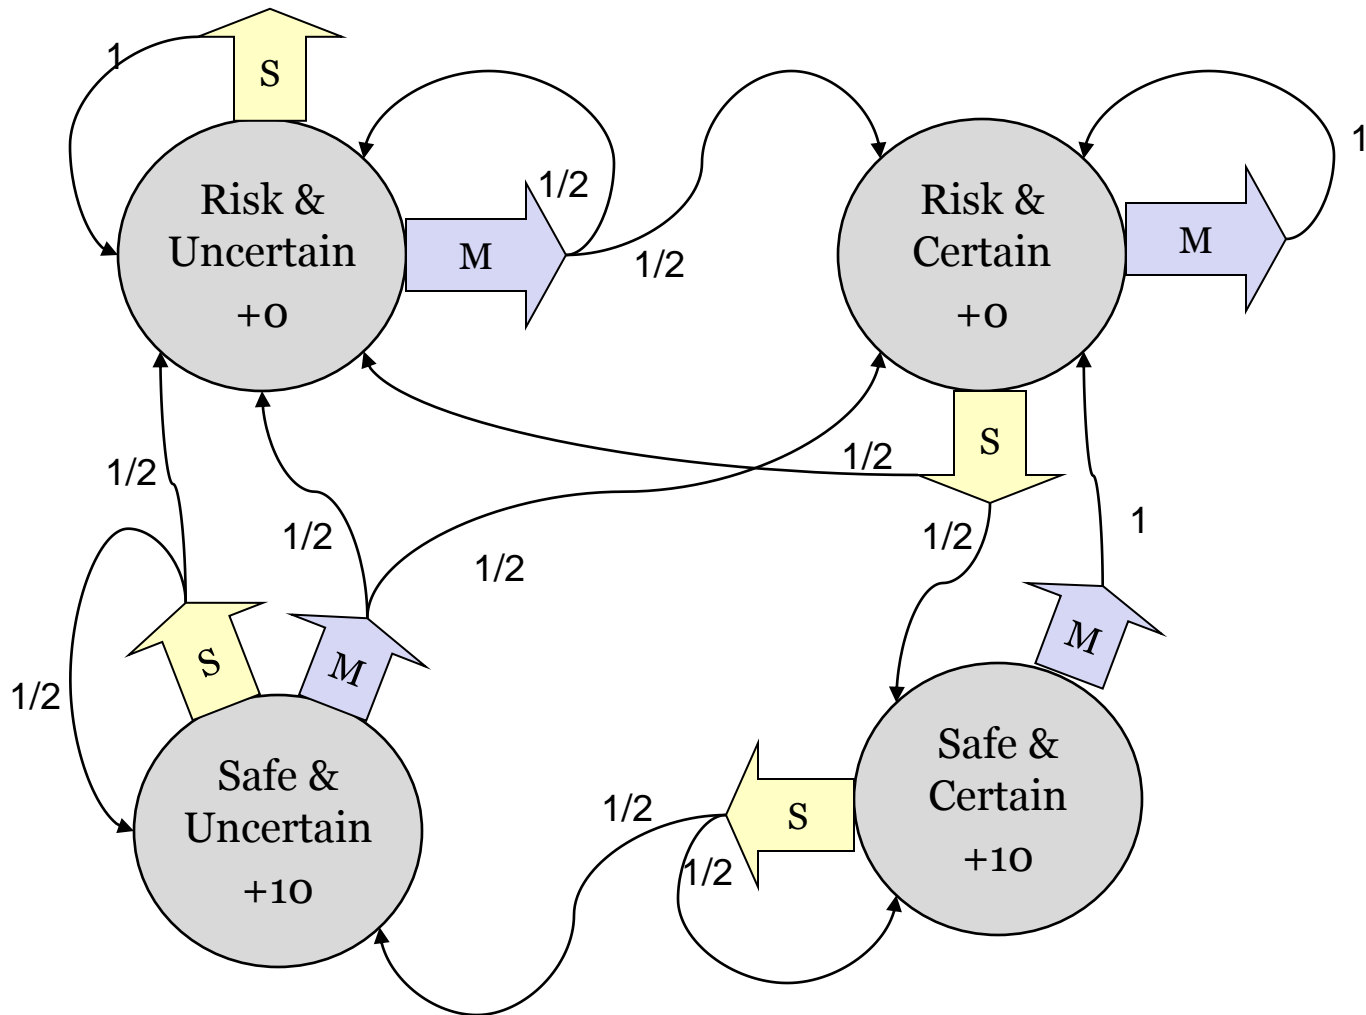 1
S
Risk &
Uncertain
+0
M
1/2
1/2
Risk &
Certain
+0
M
1
S
1/2
1/2
1/2
1/2
1/2
1
1/2
S
M
Safe &
Uncertain
+10
M
Safe &
Certain
+10
S
1/2
1/2